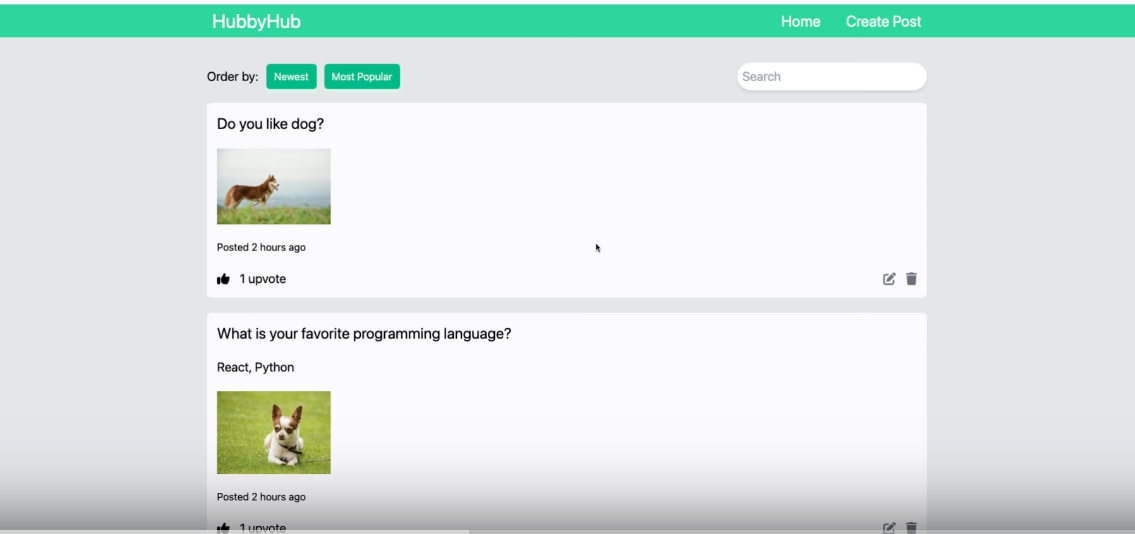 HubbyHub Home Create Post
Order by: Newest Most Popular Search
Do you like dog?
Posted 2 hours ago
1 upvote
What is your favorite programming language?
React, Python
Posted 2 hours ago
1 upvote